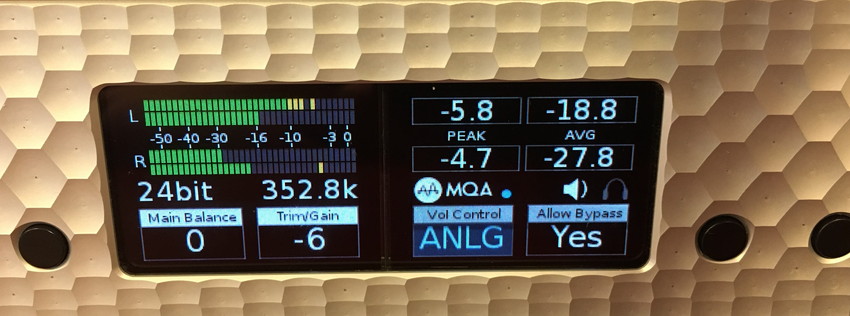 L
-50 -40 -30 -16 -10 -3 0
R
24bit 352.8k
Main Balance Trim/Gain
0 -6
-5.8 -18.8
PEAK AVG
-4.7 -27.8
MQA
Vol Control Allow Bypass
ANLG Yes